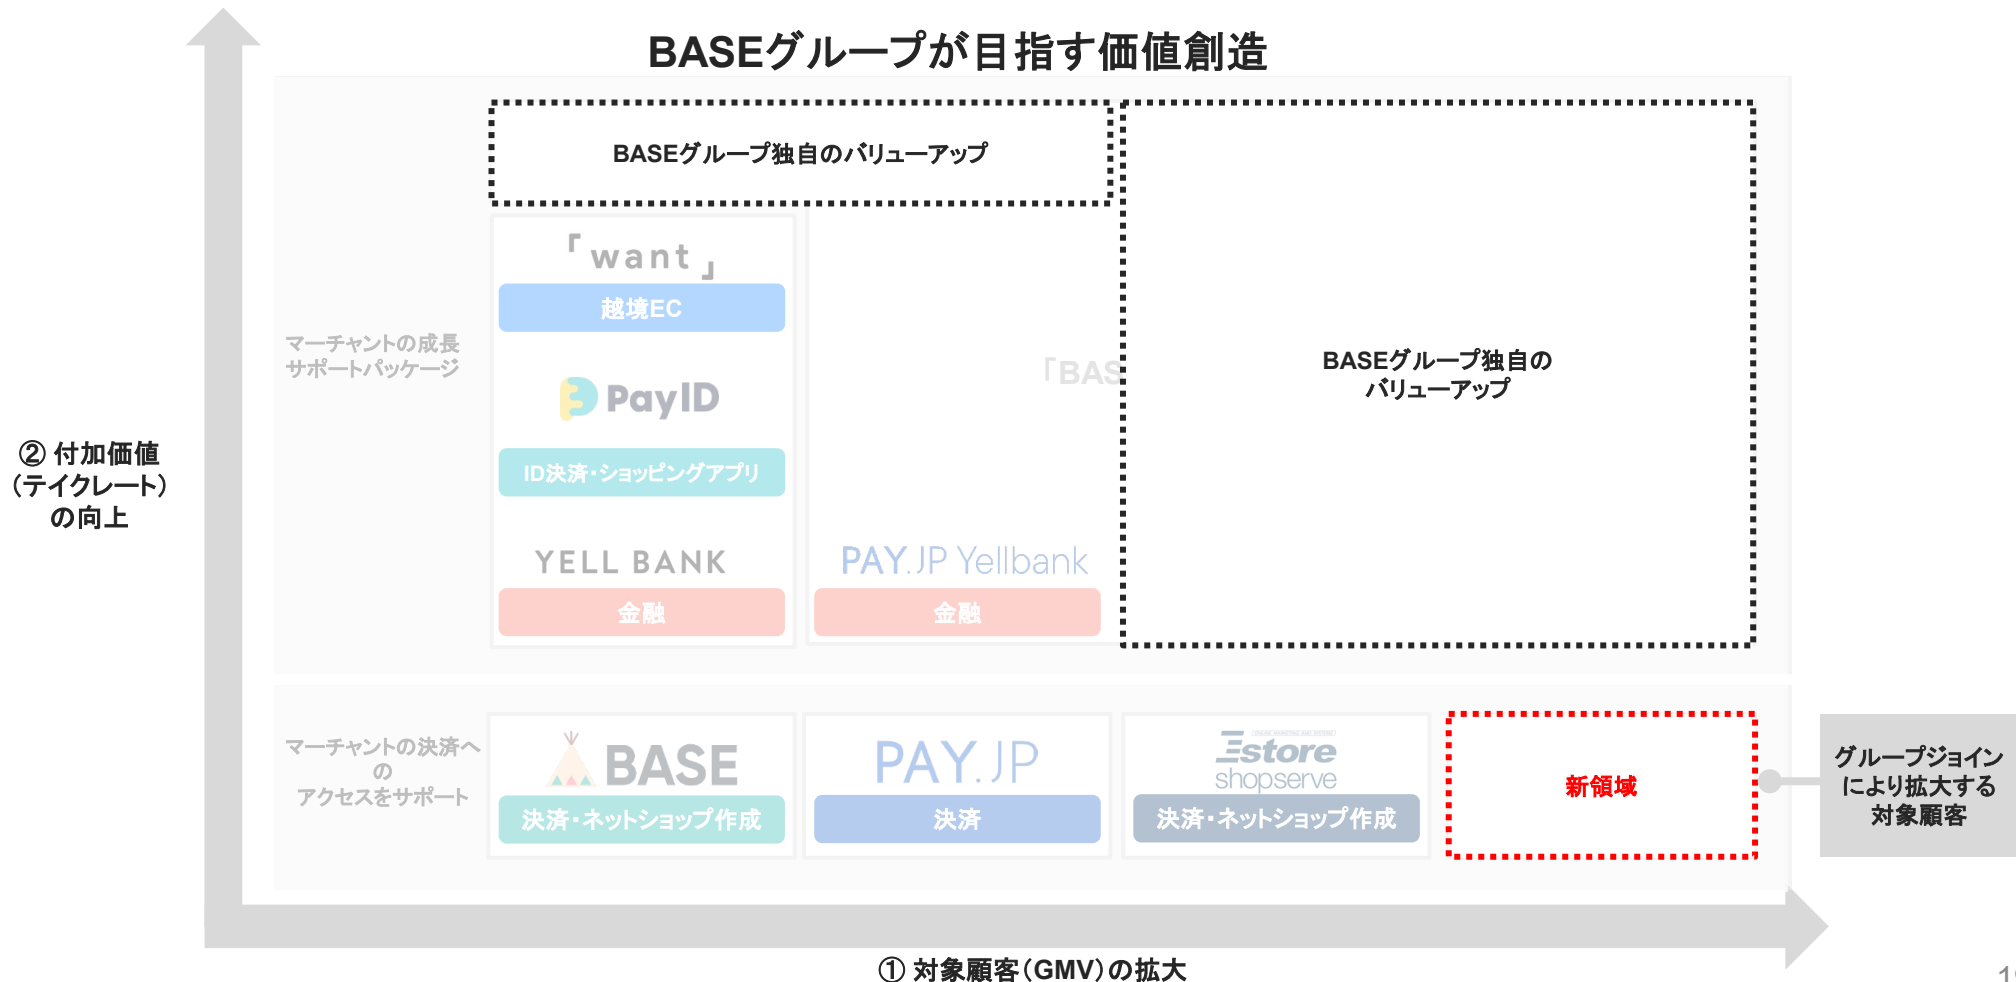 BASEグループが目指す価値創造
BASEグループ独自のバリューアップ
「want」
越境EC
マーチャントの成長
サポートパッケージ
PayID
ID決済・ショッピングアプリ
YELL BANK
金融
PAY.JP Yellbank
金融
「BAS
BASEグループ独自の
バリューアップ
② 付加価値
（テイクレート）
の向上
マーチャントの決済へ
の
アクセスをサポート
BASE
決済・ネットショップ作成
PAY.JP
決済
Estore
shopserve
決済・ネットショップ作成
新領域
グループジョイン
により拡大する
対象顧客
① 対象顧客（GMV）の拡大